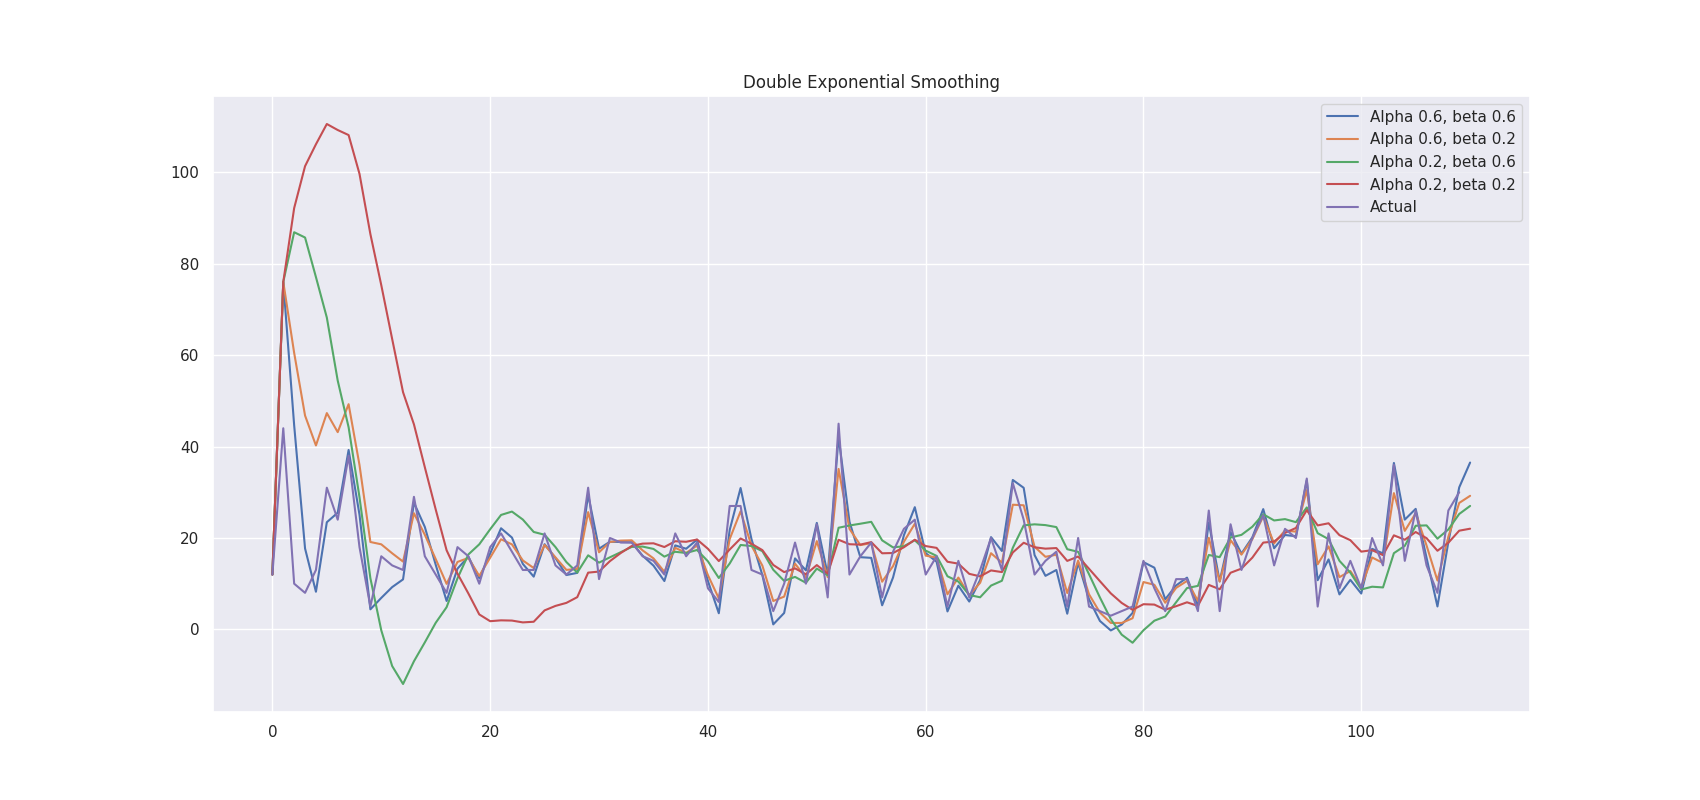 Double Exponential Smoothing
Alpha 0.6, beta 0.6
Alpha 0.6, beta 0.2
Alpha 0.2, beta 0.6
Alpha 0.2, beta 0.2
Actual
100
80
60
40
20
0
0 20 40 60 80 100